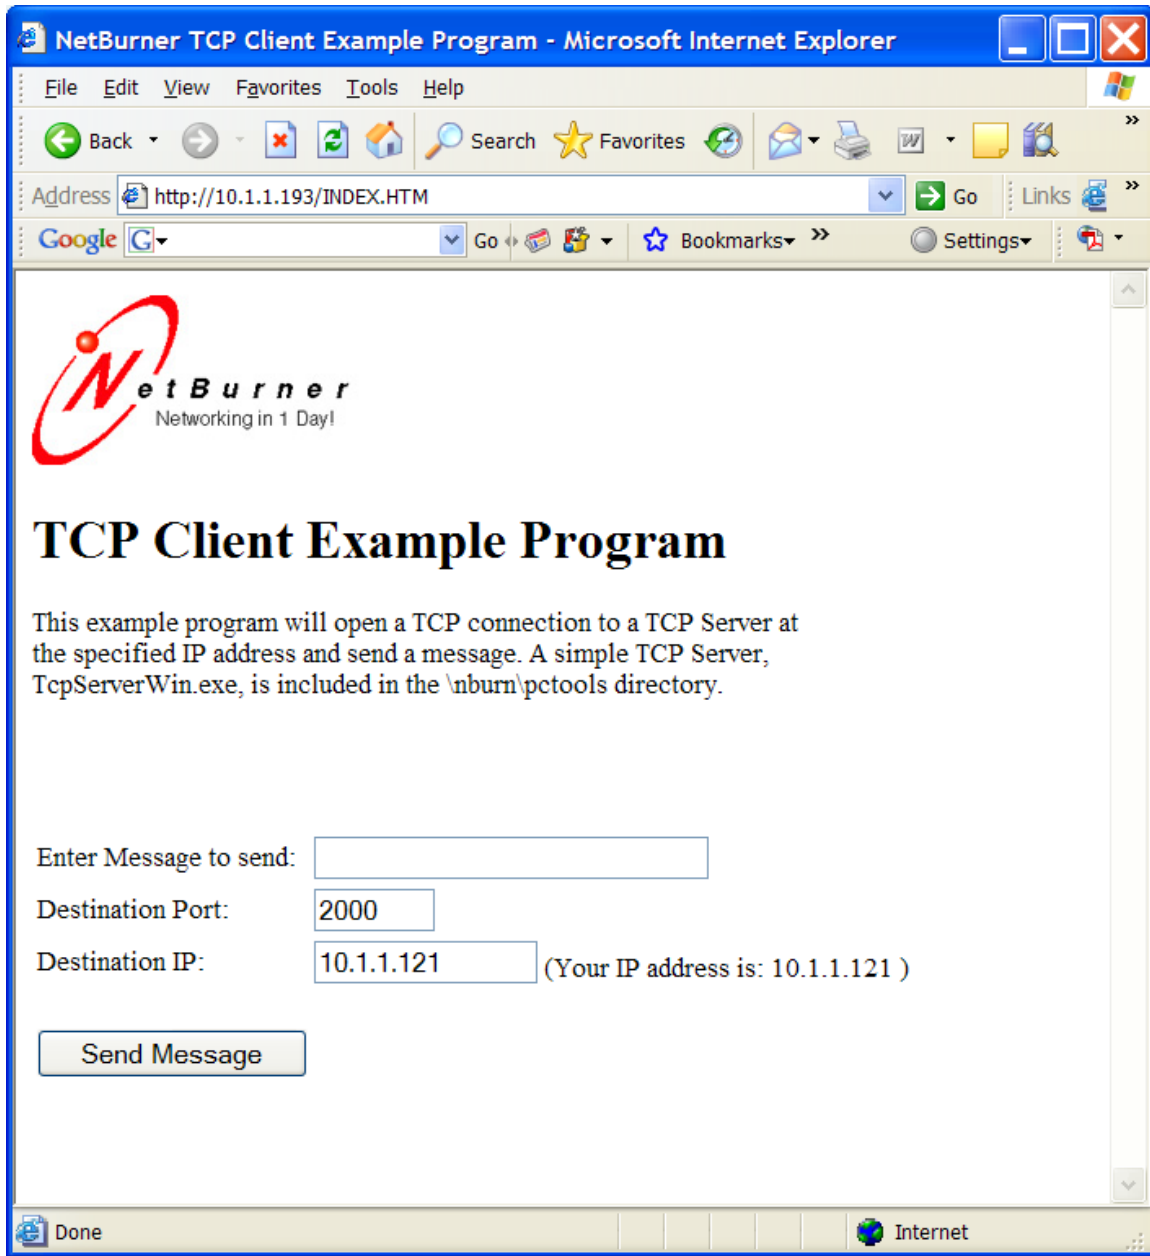 NetBurner TCP Client Example Program - Microsoft Internet Explorer
File Edit View Favorites Tools Help
Back Search Favorites W »
Address http://10.1.1.193/INDEX.HTM Go Links »
Google G Go Bookmarks » Settings
NetBurner
Networking in 1 Day!
TCP Client Example Program
This example program will open a TCP connection to a TCP Server at
the specified IP address and send a message. A simple TCP Server,
TcpServerWin.exe, is included in the \nburn\pctools directory.
Enter Message to send:
Destination Port: 2000
Destination IP: 10.1.1.121 (Your IP address is: 10.1.1.121 )
Send Message
Done Internet